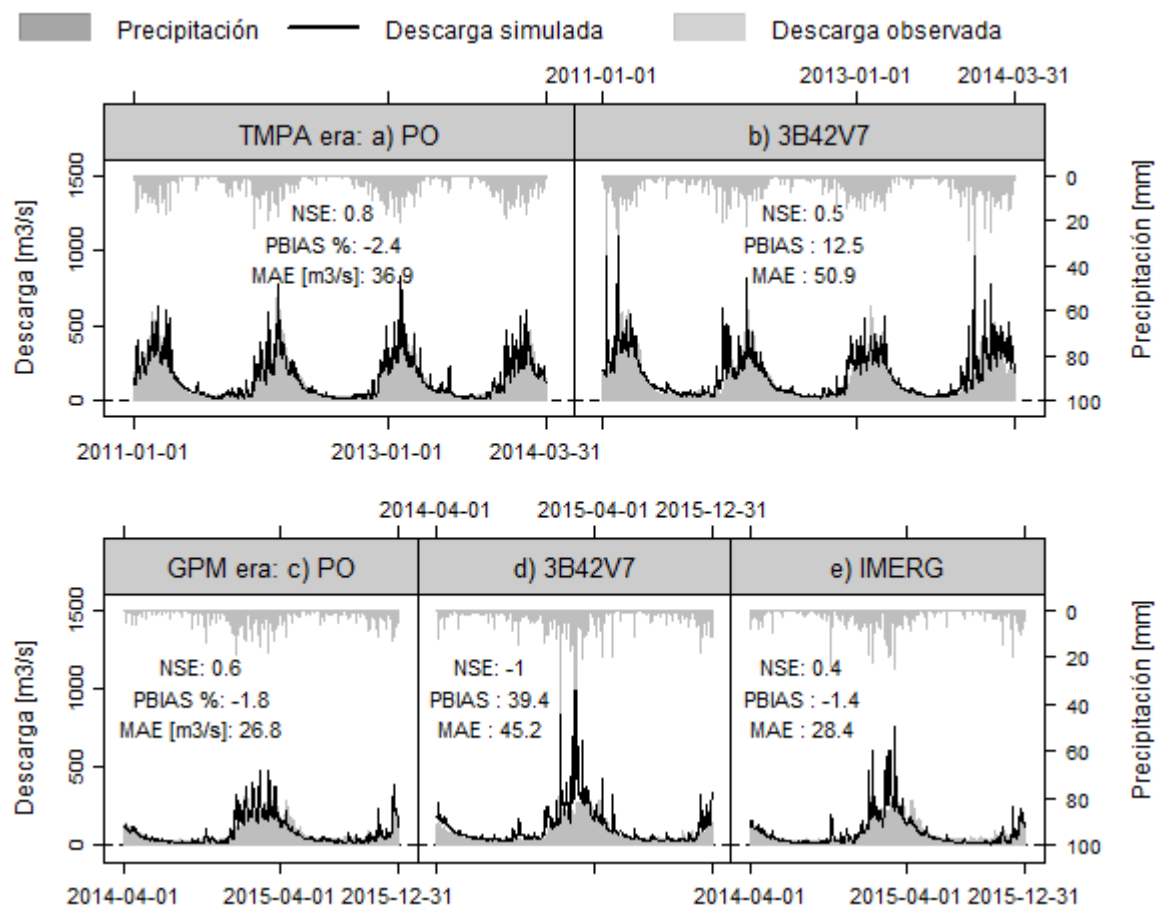 Precipitación Descarga simulada Descarga observada
2011-01-01 2013-01-01 2014-03-31
TMPA era: a) PO b) 3B42V7
Descarga [m3/s]
1500
1000
500
0
NSE: 0.8
PBIAS %: -2.4
MAE [m3/s]: 36.9
NSE: 0.5
PBIAS : 12.5
MAE : 50.9
0
20
40
60
80
100
Precipitación [mm]
2011-01-01 2013-01-01 2014-03-31
2014-04-01 2015-04-01 2015-12-31
GPM era: c) PO d) 3B42V7 e) IMERG
Descarga [m3/s]
1500
1000
500
0
NSE: 0.6
PBIAS %: -1.8
MAE [m3/s]: 26.8
NSE: -1
PBIAS : 39.4
MAE : 45.2
NSE: 0.4
PBIAS : -1.4
MAE : 28.4
0
20
40
60
80
100
Precipitación [mm]
2014-04-01 2015-04-01 2015-12-31 2014-04-01 2015-04-01 2015-12-31